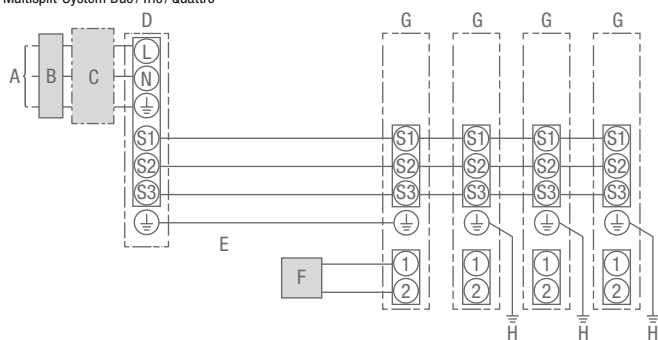 Multisplit-System Duo / Trio / Quattro
D G G G G
L
A B C N
S1 S1 S1 S1 S1
S2 S2 S2 S2 S2
S3 S3 S3 S3 S3
E
F 1 1 1 1
2 2 2 2
H H H